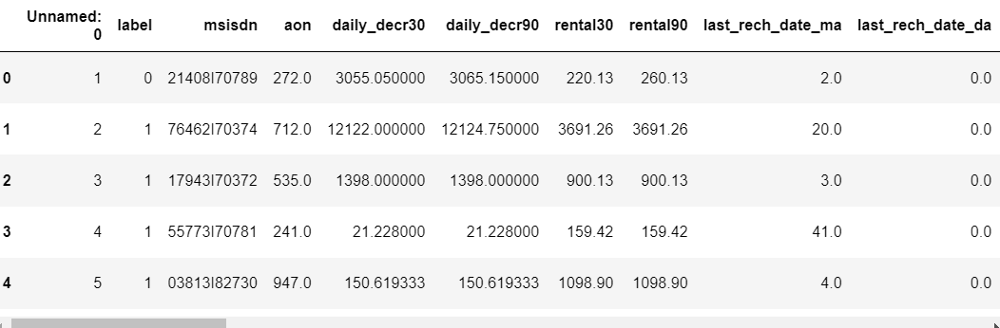 Unnamed: 0 label msisdn aon daily_decr30 daily_decr90 rental30 rental90 last_rech_date_ma last_rech_date_da
0 1 0 21408I70789 272.0 3055.050000 3065.150000 220.13 260.13 2.0 0.0
1 2 1 76462I70374 712.0 12122.000000 12124.750000 3691.26 3691.26 20.0 0.0
2 3 1 17943I70372 535.0 1398.000000 1398.000000 900.13 900.13 3.0 0.0
3 4 1 55773I70781 241.0 21.228000 21.228000 159.42 159.42 41.0 0.0
4 5 1 03813I82730 947.0 150.619333 150.619333 1098.90 1098.90 4.0 0.0